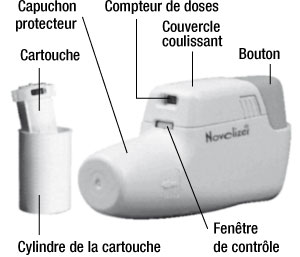 Capuchon
protecteur
Compteur de doses
Couvercle
coulissant
Bouton
Cartouche
Novolizer
Cylindre de la cartouche
Fenêtre
de contrôle